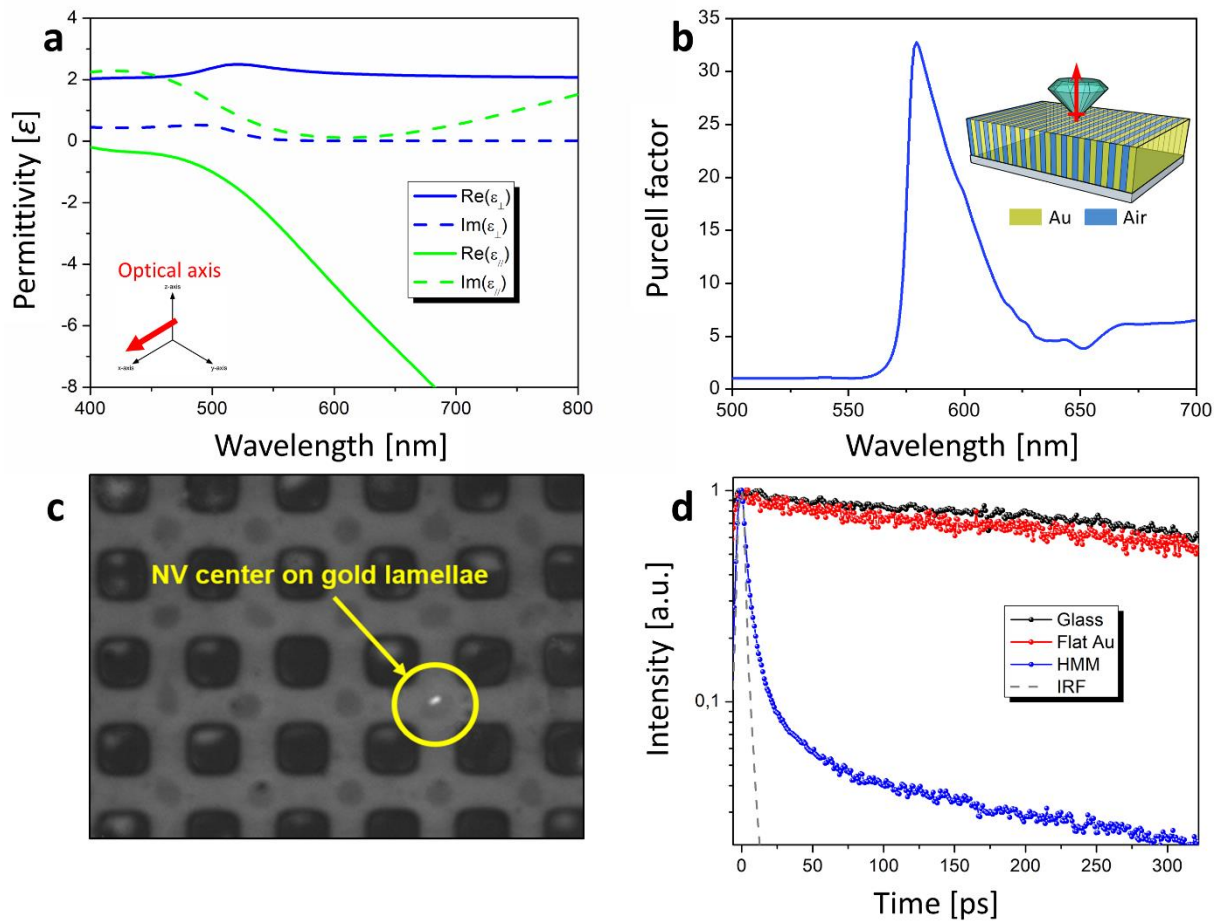 a
Permittivity [ε]
4
2
0
-2
-4
-6
-8
400 500 600 700 800
Wavelength [nm]
Re(ε⊥)
Im(ε⊥)
Re(ε//)
Im(ε//)
Optical axis
z-axis
x-axis
y-axis
b
Purcell factor
35
30
25
20
15
10
5
0
500 550 600 650 700
Wavelength [nm]
Au Air
c
NV center on gold lamellae
d
Intensity [a.u.]
1
0,1
0 50 100 150 200 250 300
Time [ps]
Glass
Flat Au
HMM
IRF